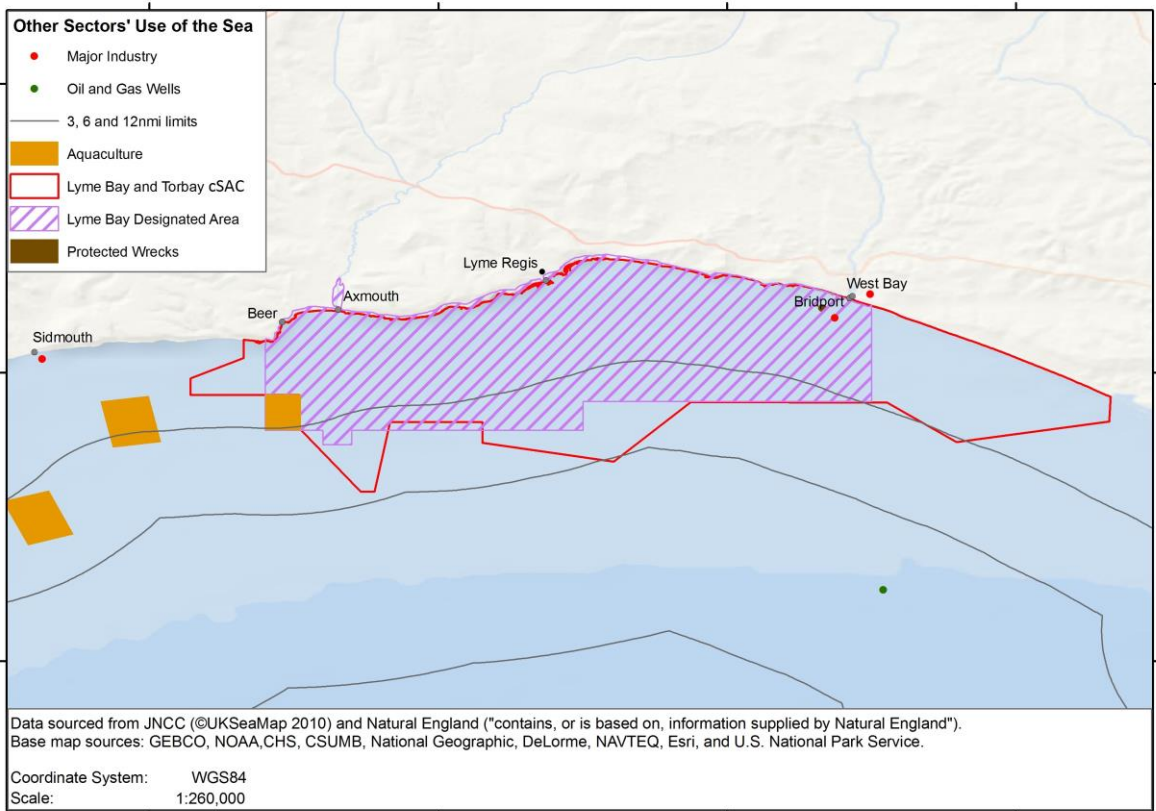 Other Sectors' Use of the Sea
Major Industry
Oil and Gas Wells
3, 6 and 12nmi limits
Aquaculture
Lyme Bay and Torbay cSAC
Lyme Bay Designated Area
Protected Wrecks
Lyme Regis
West Bay
Axmouth
Bridport
Beer
Sidmouth
Data sourced from JNCC (©UKSeaMap 2010) and Natural England ("contains, or is based on, information supplied by Natural England").
Base map sources: GEBCO, NOAA,CHS, CSUMB, National Geographic, DeLorme, NAVTEQ, Esri, and U.S. National Park Service.
Coordinate System: WGS84
Scale: 1:260,000